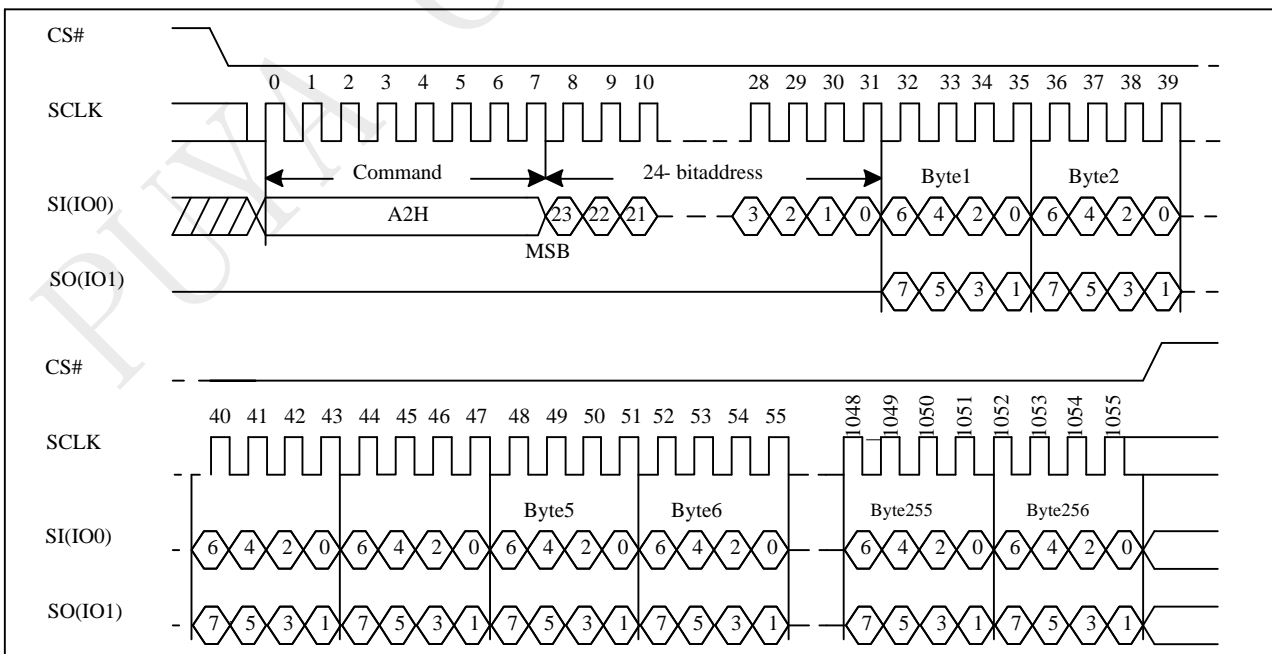 PUYA
CS#
0 1 2 3 4 5 6 7 8 9 10 28 29 30 31 32 33 34 35 36 37 38 39
SCLK
Command 24- bitaddress Byte1 Byte2
SI(IO0) A2H 23 22 21 3 2 1 0 6 4 2 0 6 4 2 0
MSB
SO(IO1) 7 5 3 1 7 5 3 1
CS#
40 41 42 43 44 45 46 47 48 49 50 51 52 53 54 55 1048 1049 1050 1051 1052 1053 1054 1055
SCLK
Byte5 Byte6 Byte255 Byte256
SI(IO0) 6 4 2 0 6 4 2 0 6 4 2 0 6 4 2 0 6 4 2 0 6 4 2 0
SO(IO1) 7 5 3 1 7 5 3 1 7 5 3 1 7 5 3 1 7 5 3 1 7 5 3 1